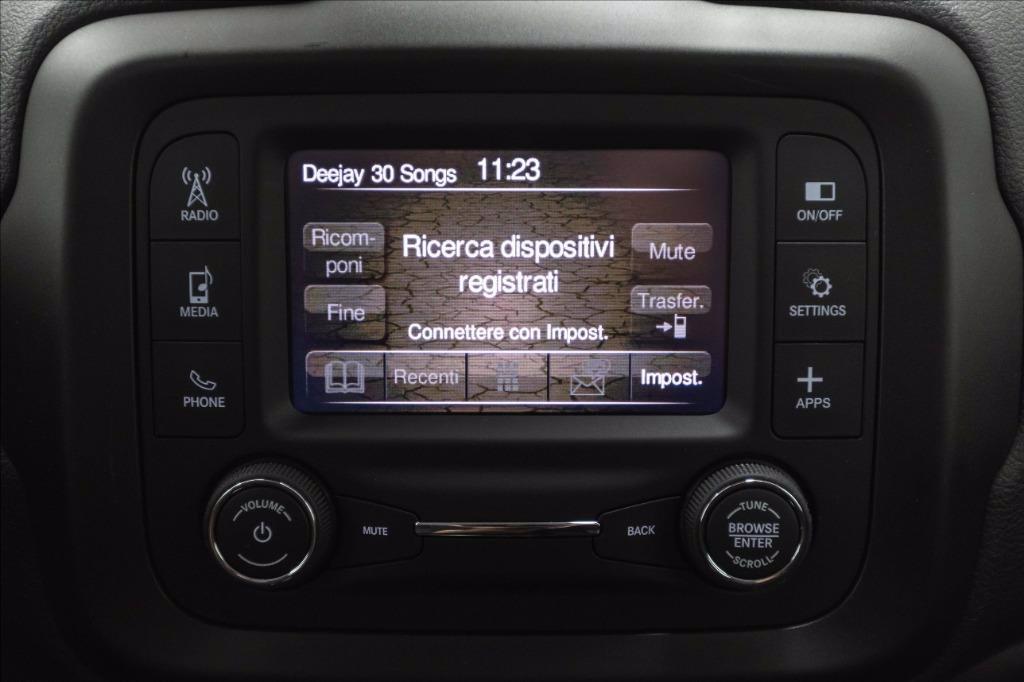 Deejay 30 Songs 11:23
Ricom-
poni
Fine
Ricerca dispositivi
registrati
Connettere con Impost.
Mute
Trasfer.
Recenti
Impost.
RADIO
MEDIA
PHONE
ON/OFF
SETTINGS
APPS
VOLUME
MUTE
BACK
TUNE
BROWSE
ENTER
SCROLL